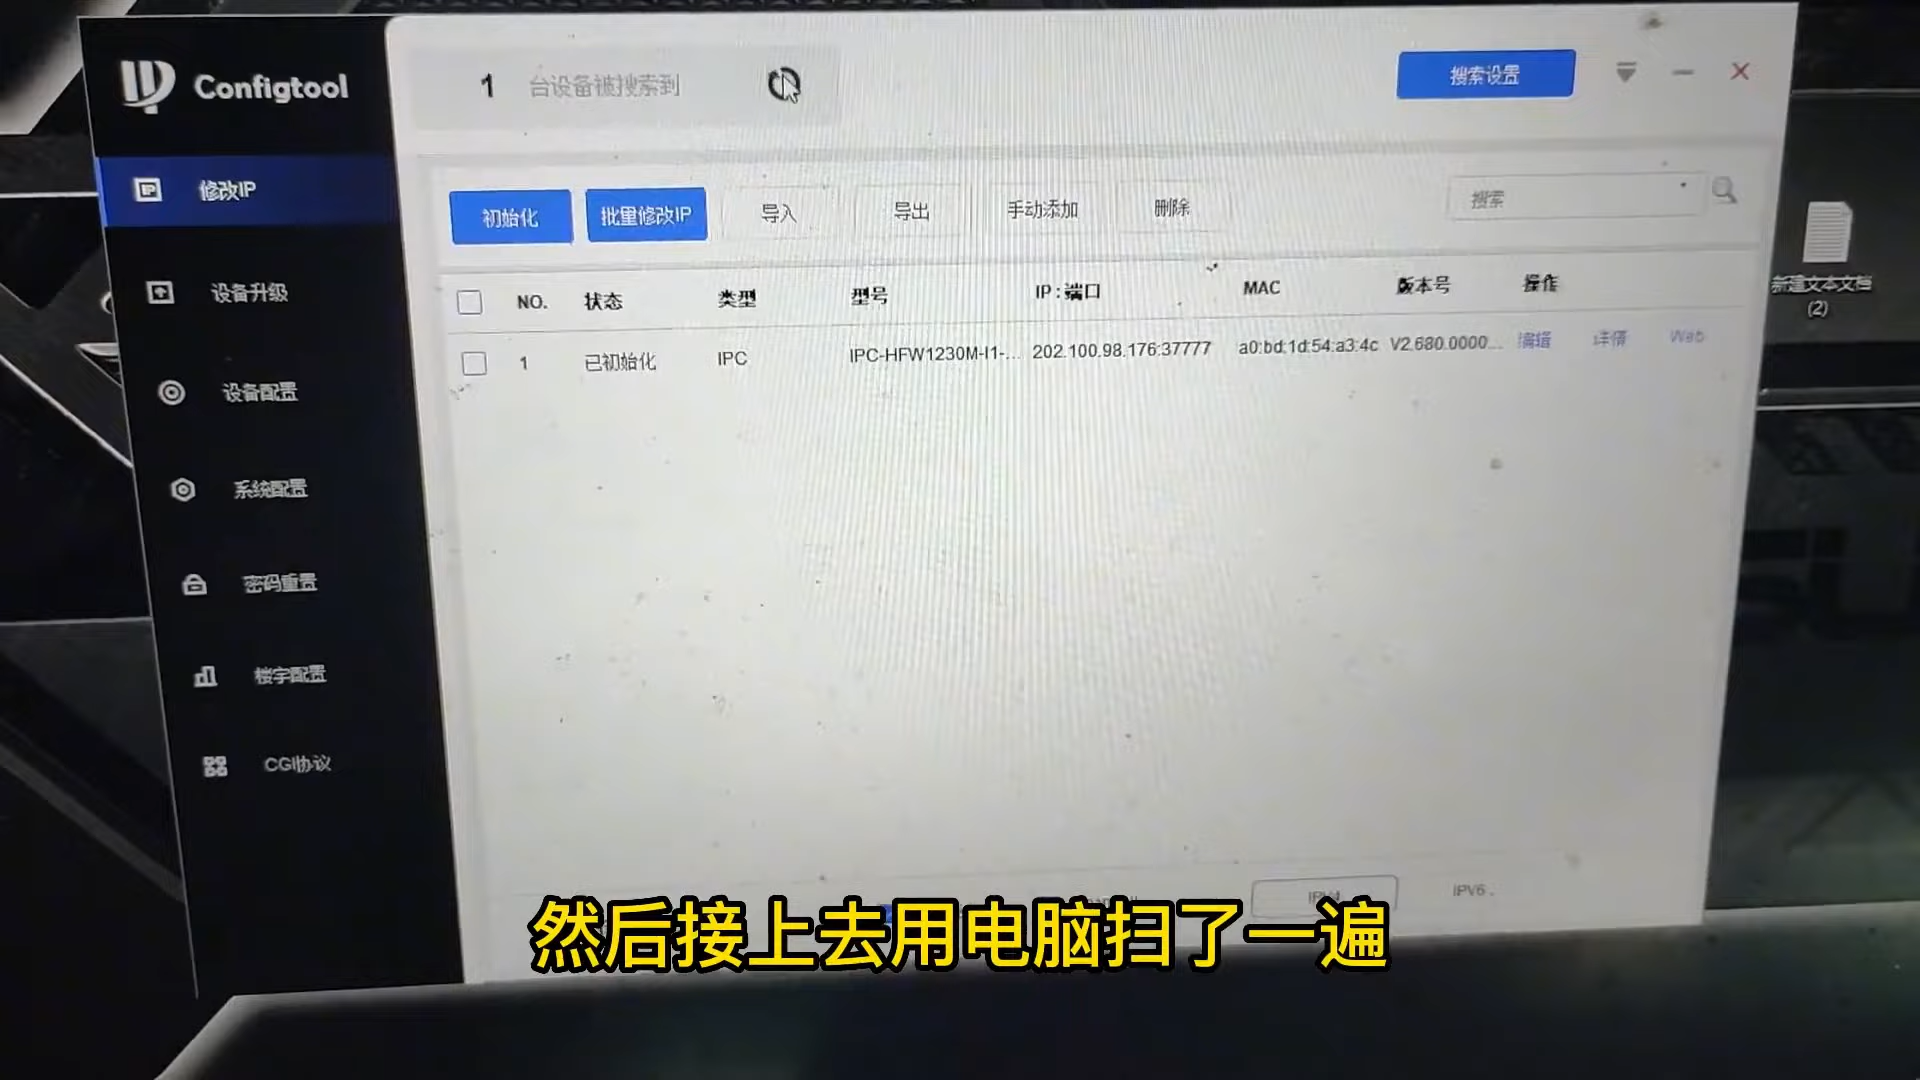 Configtool
1 台设备被搜索到
搜索设置
修改IP
初始化 批量修改IP 导入 导出 手动添加 删除
搜索
设备升级
NO. 状态 类型 型号 IP:端口 MAC 版本号 操作
1 已初始化 IPC IPC-HFW1230M-I1-... 202.100.98.176:37777 a0:bd:1d:54:a3:4c V2.680.0000... 编辑 详情 Web
新建文本文档
(2)
设备配置
系统配置
密码重置
楼宇配置
CGI协议
IPV6
然后接上去用电脑扫了一遍